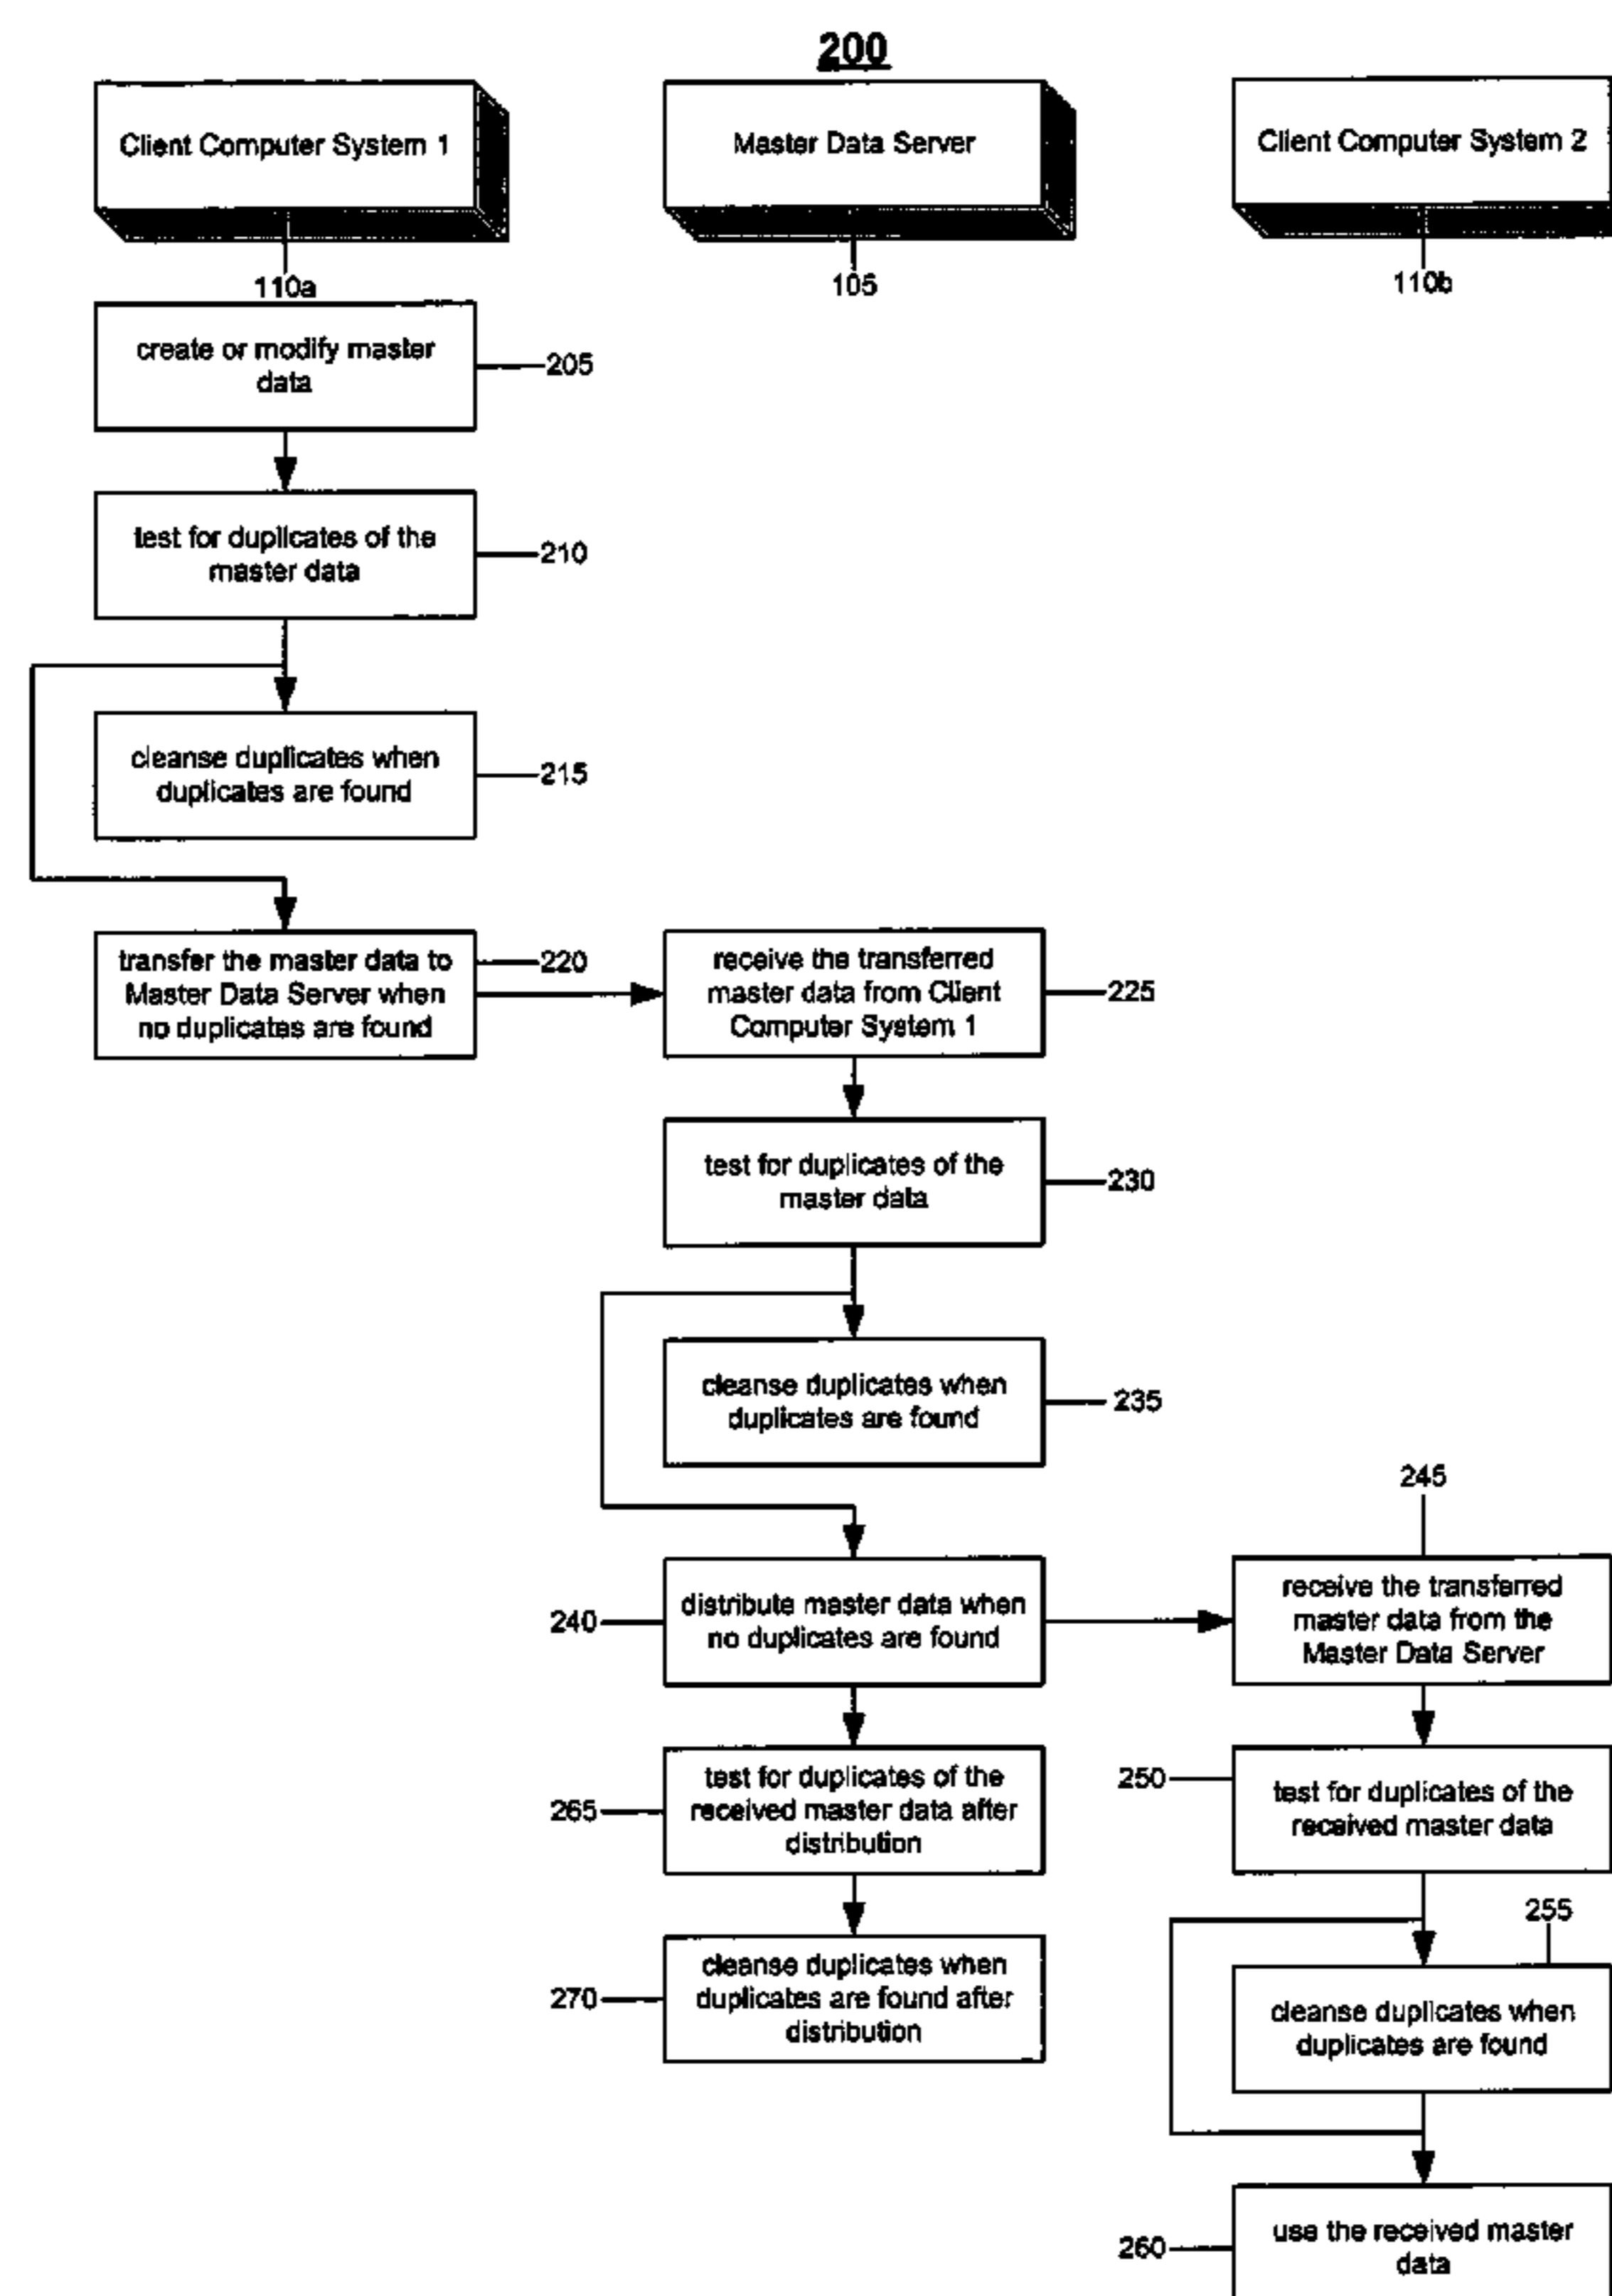 200
Client Computer System 1
Master Data Server
Client Computer System 2
110a
105
110b
create or modify master
data
205
test for duplicates of the
master data
210
cleanse duplicates when
duplicates are found
215
transfer the master data to
Master Data Server when
no duplicates are found
220
receive the transferred
master data from Client
Computer System 1
225
test for duplicates of the
master data
230
cleanse duplicates when
duplicates are found
235
240
distribute master data when
no duplicates are found
245
receive the transferred
master data from the
Master Data Server
265
test for duplicates of the
received master data after
distribution
250
test for duplicates of the
received master data
270
cleanse duplicates when
duplicates are found after
distribution
255
cleanse duplicates when
duplicates are found
260
use the received master
data